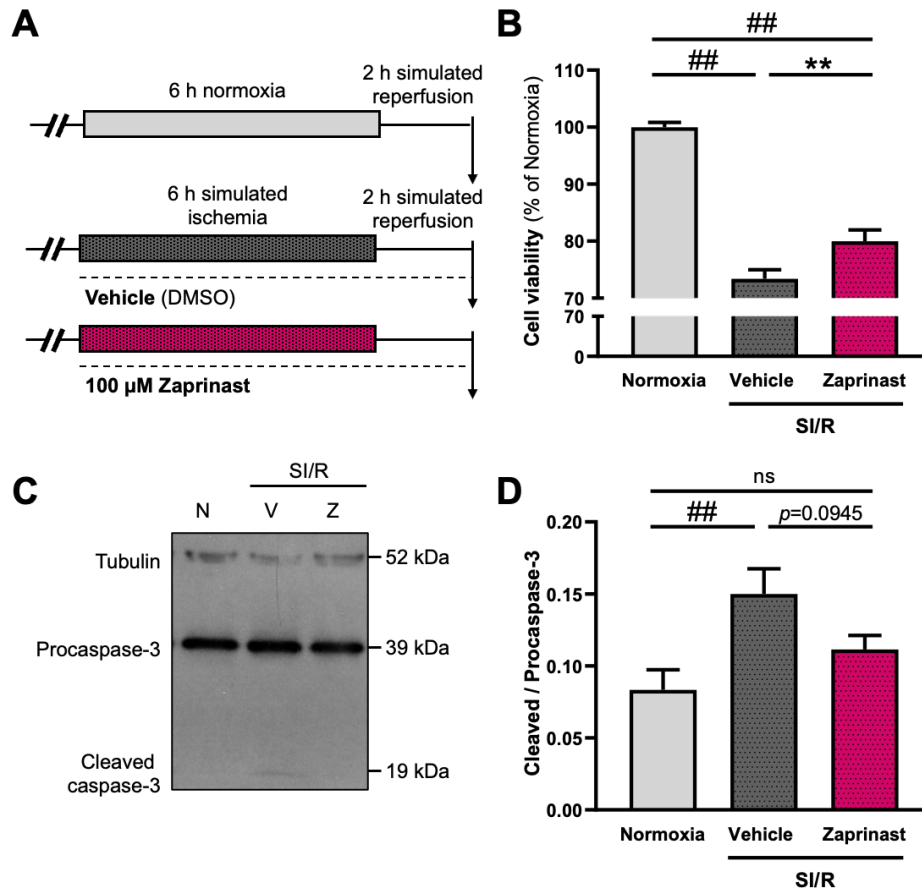 A
6 h normoxia
2 h simulated
reperfusion
6 h simulated
ischemia
2 h simulated
reperfusion
Vehicle (DMSO)
100 µM Zaprinast
B
##
##
**
Cell viability (% of Normoxia)
110
100
90
80
70
70
0
Normoxia
Vehicle
Zaprinast
SI/R
C
SI/R
N
V
Z
Tubulin
52 kDa
Procaspase-3
39 kDa
Cleaved
caspase-3
19 kDa
D
ns
##
p=0.0945
Cleaved / Procaspase-3
0.20
0.15
0.10
0.05
0.00
Normoxia
Vehicle
Zaprinast
SI/R